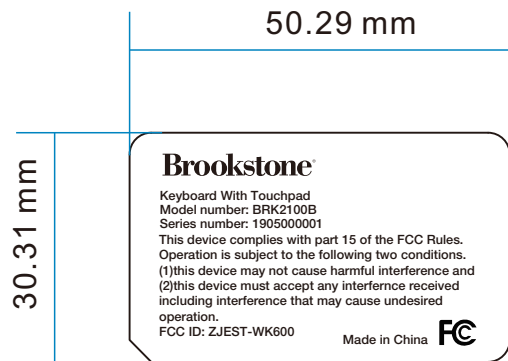 50.29 mm
30.31 mm
Brookstone®
Keyboard With Touchpad
Model number: BRK2100B
Series number: 1905000001
This device complies with part 15 of the FCC Rules.
Operation is subject to the following two conditions.
(1)this device may not cause harmful interference and
(2)this device must accept any interfernce received
including interference that may cause undesired
operation.
FCC ID: ZJEST-WK600
Made in China FC